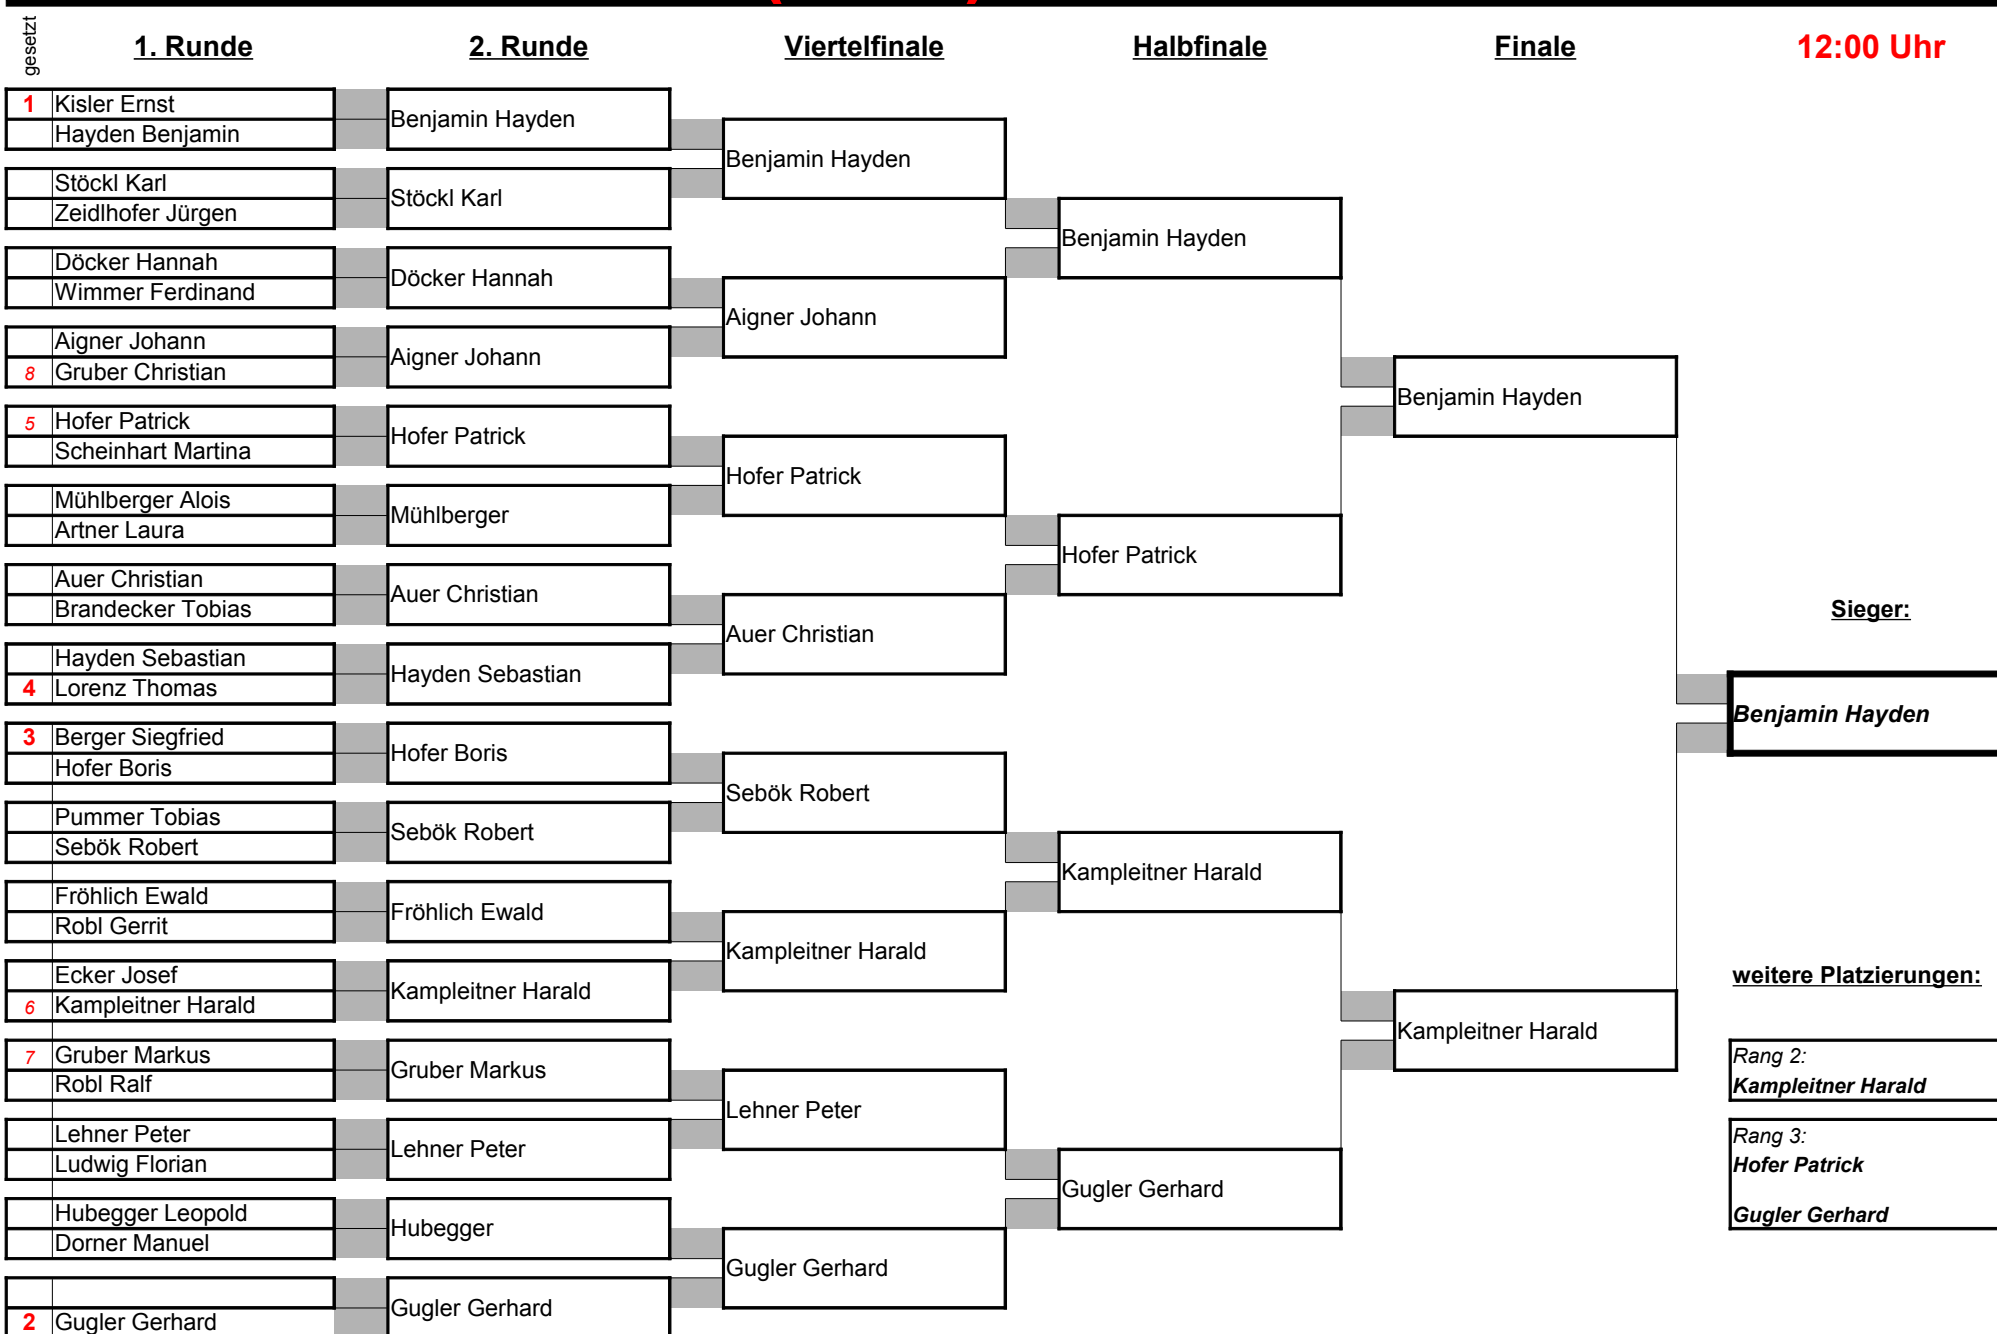 gesetzt
1. Runde 2. Runde Viertelfinale Halbfinale Finale 12:00 Uhr
1 Kisler Ernst
Hayden Benjamin
Stöckl Karl
Zeidlhofer Jürgen
Döcker Hannah
Wimmer Ferdinand
Aigner Johann
8 Gruber Christian
5 Hofer Patrick
Scheinhart Martina
Mühlberger Alois
Artner Laura
Auer Christian
Brandecker Tobias
Hayden Sebastian
4 Lorenz Thomas
3 Berger Siegfried
Hofer Boris
Pummer Tobias
Sebök Robert
Fröhlich Ewald
Robl Gerrit
Ecker Josef
6 Kampleitner Harald
7 Gruber Markus
Robl Ralf
Lehner Peter
Ludwig Florian
Hubegger Leopold
Dorner Manuel
2 Gugler Gerhard
Benjamin Hayden
Stöckl Karl
Döcker Hannah
Aigner Johann
Hofer Patrick
Mühlberger
Auer Christian
Hayden Sebastian
Hofer Boris
Sebök Robert
Fröhlich Ewald
Kampleitner Harald
Gruber Markus
Lehner Peter
Hubegger
Gugler Gerhard
Benjamin Hayden
Aigner Johann
Hofer Patrick
Auer Christian
Sebök Robert
Kampleitner Harald
Lehner Peter
Gugler Gerhard
Benjamin Hayden
Hofer Patrick
Kampleitner Harald
Gugler Gerhard
Benjamin Hayden
Kampleitner Harald
Sieger:
Benjamin Hayden
weitere Platzierungen:
Rang 2:
Kampleitner Harald
Rang 3:
Hofer Patrick
Gugler Gerhard